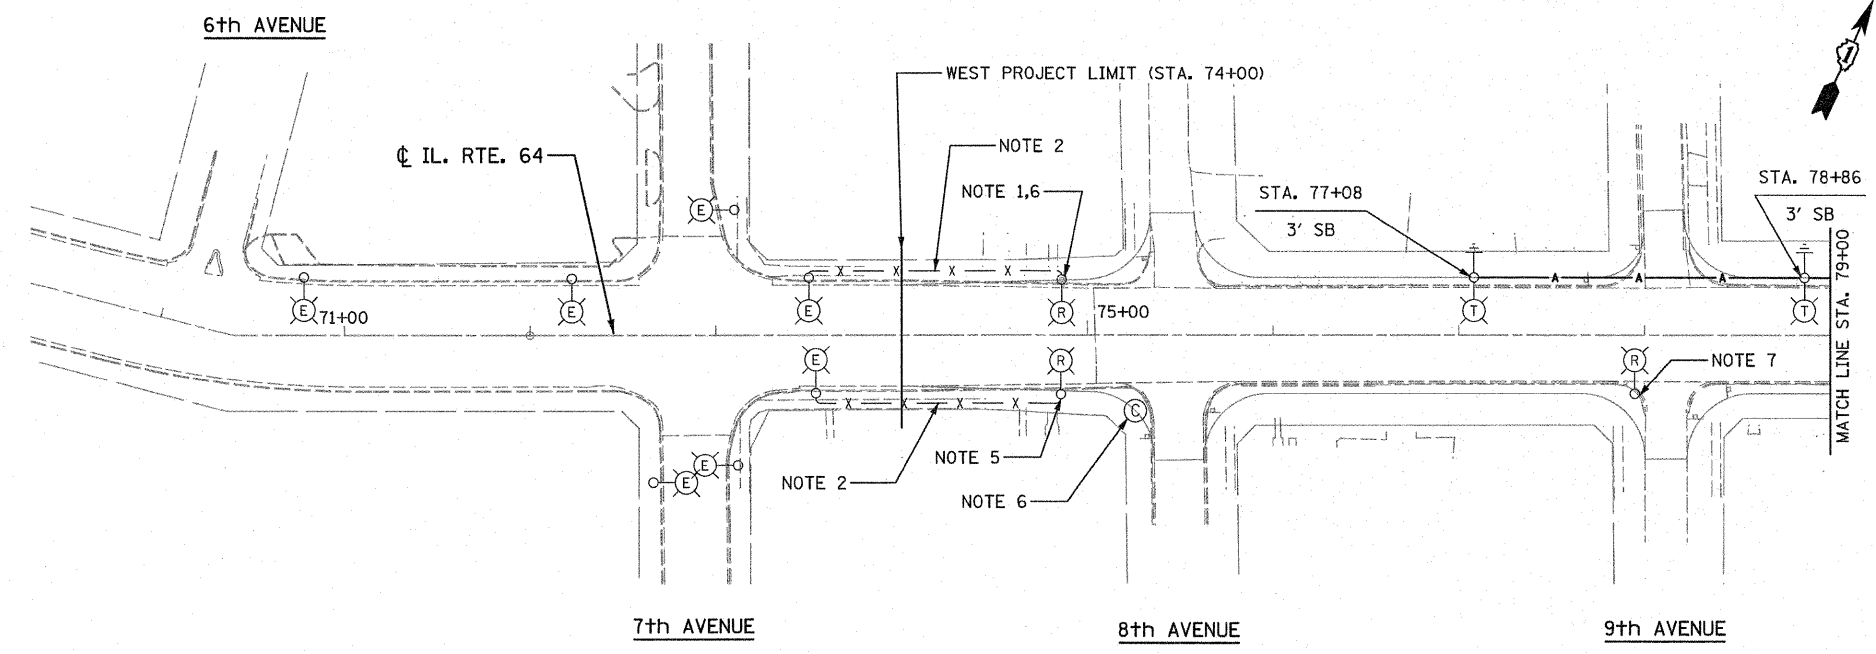 6th AVENUE
WEST PROJECT LIMIT (STA. 74+00)
NOTE 2
℄ IL. RTE. 64
NOTE 1,6
STA. 77+08
3' SB
STA. 78+86
3' SB
E
X X X X
A A A
E
E
E
R
T
T
71+00
75+00
MATCH LINE STA. 79+00
E
R
R
NOTE 7
X X X X
C
NOTE 5
NOTE 2
E
E
NOTE 6
7th AVENUE
8th AVENUE
9th AVENUE